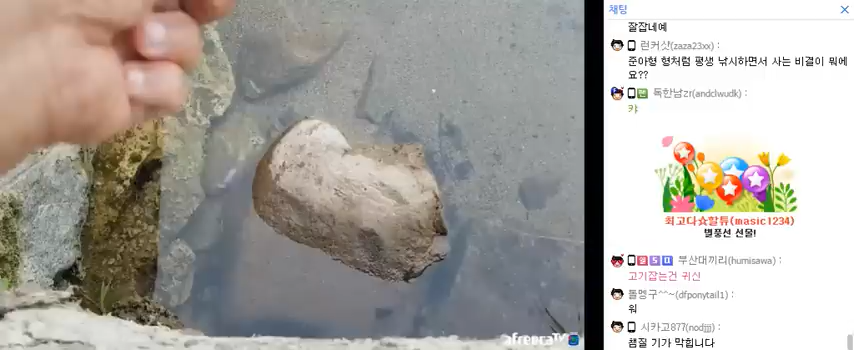 채팅
잘잡네예
런커샷(zaza23xx) :
준아형 형처럼 평생 낚시하면서 사는 비결이 뭐에
요??
독한남zr(andclwudk) :
캬
최고다☆할튜(masic1234)
별풍선 선물!
부산대끼리(humisawa) :
고기잡는건 귀신
돌멩구^^~(dfponytail1) :
워
시카고877(nodjjj) :
챔질 기가 막힙니다
afreecaTV